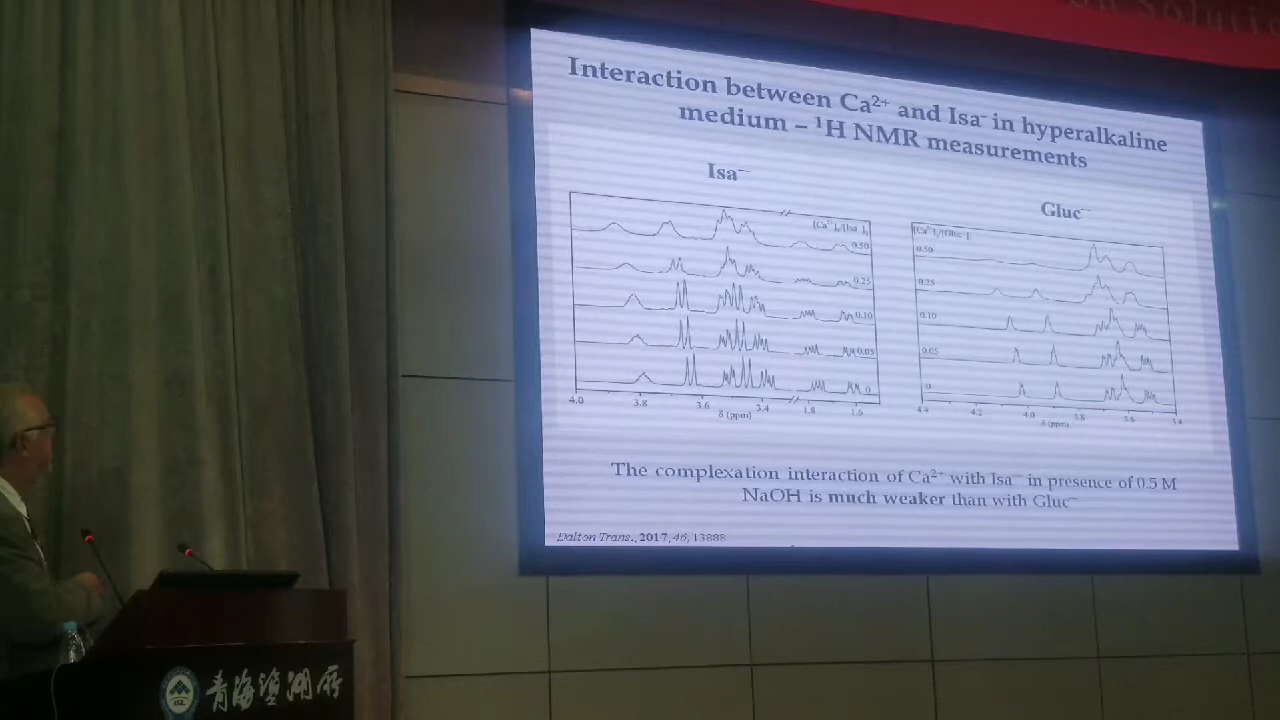 on solutio
Interaction between Ca²⁺ and Isa⁻ in hyperalkaline
medium – ¹H NMR measurements
Isa⁻
Gluc⁻
0.50
0.25
0.10
0.05
0
4.0 3.8 3.6 3.4 1.8 1.6
δ (ppm)
0.50
0.25
0.10
0.05
0
4.4 4.2 4.0 3.8 3.6 3.4
δ (ppm)
The complexation interaction of Ca²⁺ with Isa⁻ in presence of 0.5 M
NaOH is much weaker than with Gluc⁻
Dalton Trans., 2017, 46, 13888
青海